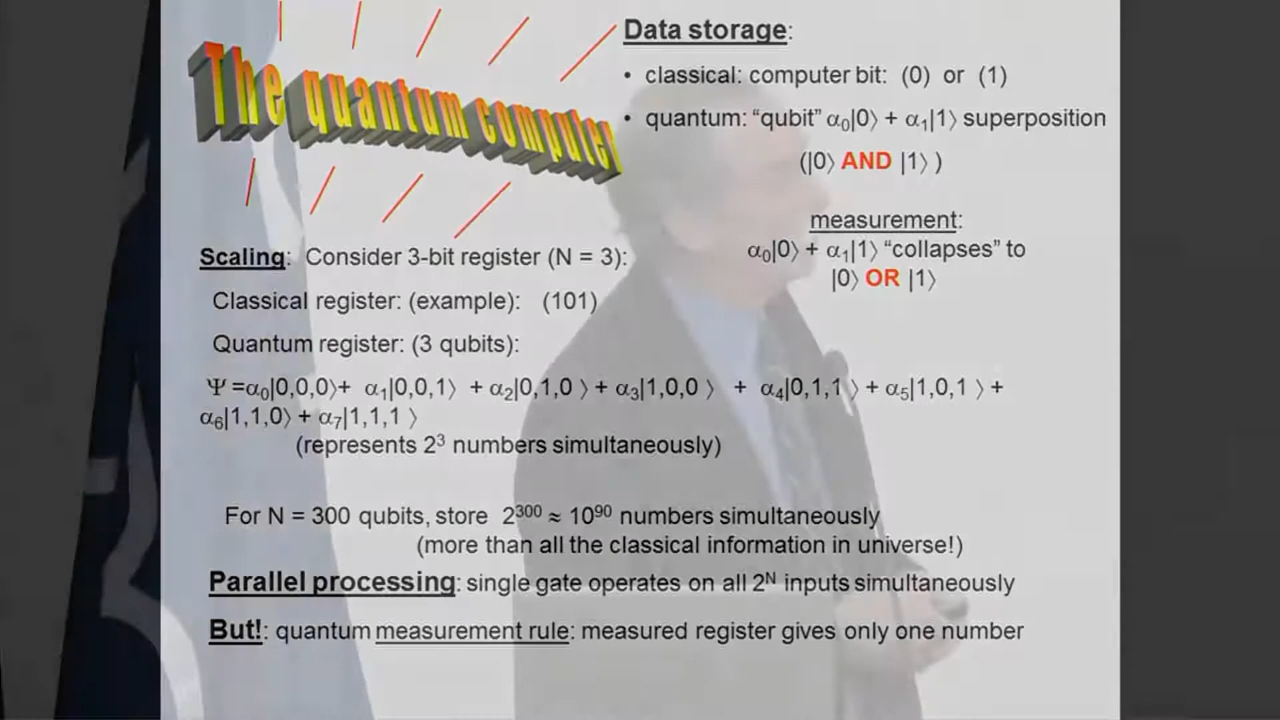 The quantum computer
Data storage:
• classical: computer bit: (0) or (1)
• quantum: “qubit” α₀|0⟩ + α₁|1⟩ superposition
(|0⟩ AND |1⟩ )
measurement:
α₀|0⟩ + α₁|1⟩ “collapses” to
|0⟩ OR |1⟩
Scaling: Consider 3-bit register (N = 3):
Classical register: (example): (101)
Quantum register: (3 qubits):
Ψ =α₀|0,0,0⟩+ α₁|0,0,1⟩ + α₂|0,1,0 ⟩ + α₃|1,0,0 ⟩ + α₄|0,1,1 ⟩ + α₅|1,0,1 ⟩ +
α₆|1,1,0⟩ + α₇|1,1,1 ⟩
(represents 2³ numbers simultaneously)
For N = 300 qubits, store 2³⁰⁰ ≈ 10⁹⁰ numbers simultaneously
(more than all the classical information in universe!)
Parallel processing: single gate operates on all 2ᴺ inputs simultaneously
But!: quantum measurement rule: measured register gives only one number